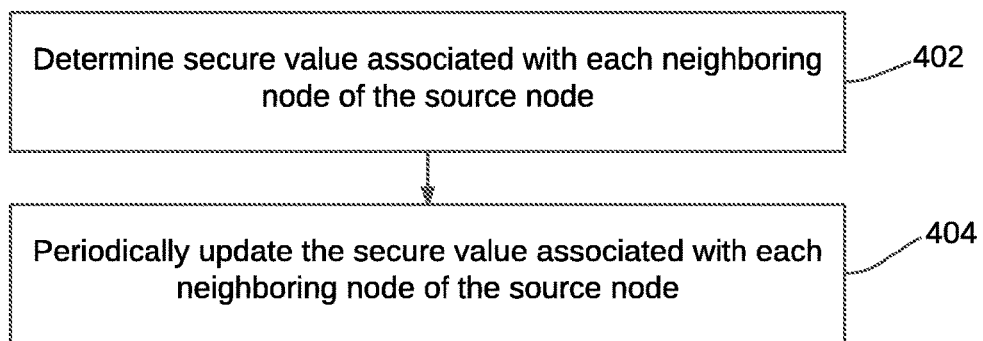 Determine secure value associated with each neighboring
node of the source node
402
Periodically update the secure value associated with each
neighboring node of the source node
404